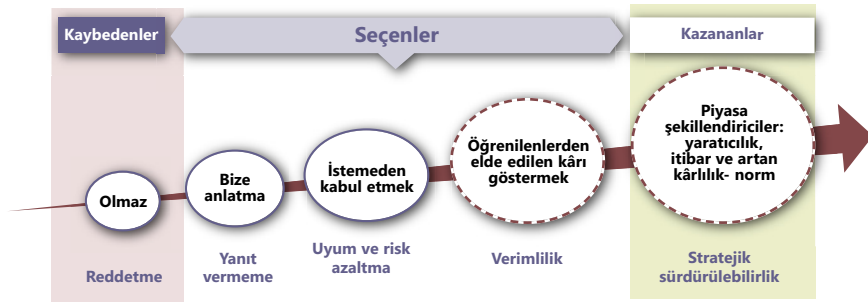 Kaybedenler
Seçenler
Kazananlar
Olmaz
Bize
anlatma
İstemeden
kabul etmek
Öğrenilenlerden
elde edilen kârı
göstermek
Piyasa
şekillendiriciler:
yaratıcılık,
itibar ve artan
kârlılık- norm
Reddetme
Yanıt
vermeme
Uyum ve risk
azaltma
Verimlilik
Stratejik
sürdürülebilirlik